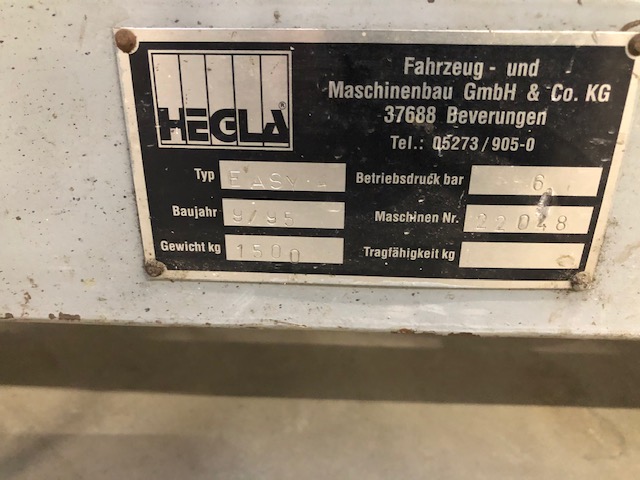 HEGLA®
Fahrzeug - und
Maschinenbau GmbH & Co. KG
37688 Beverungen
Tel.: 05273/905-0
Typ
Betriebsdruck bar 6
Baujahr 9/95
Maschinen Nr. 22048
Gewicht kg 1500
Tragfähigkeit kg